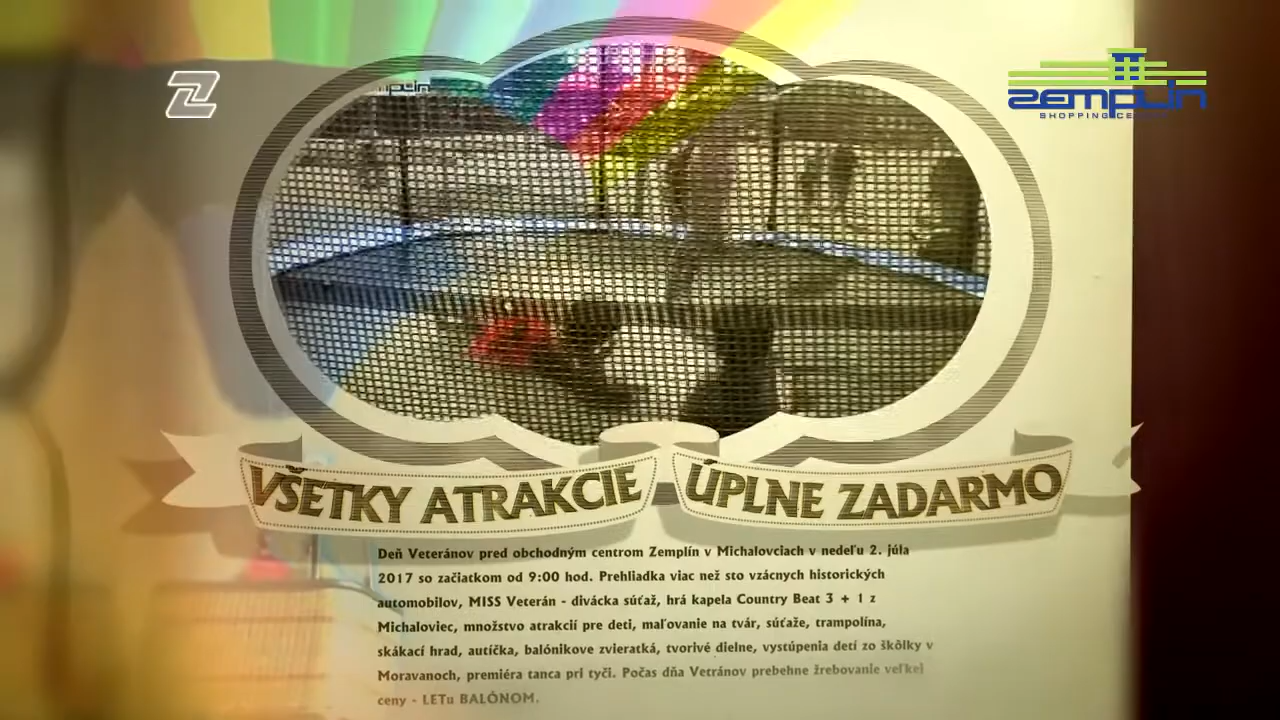 Zemplín
SHOPPING CENTER
VŠETKY ATRAKCIE ÚPLNE ZADARMO
Deň Veteránov pred obchodným centrom Zemplín v Michalovciach v nedeľu 2. júla
2017 so začiatkom od 9:00 hod. Prehliadka viac než sto vzácnych historických
automobilov, MISS Veterán - divácka súťaž, hrá kapela Country Beat 3 + 1 z
Michaloviec, množstvo atrakcií pre deti, maľovanie na tvár, súťaže, trampolína,
skákací hrad, autíčka, balónikove zvieratká, tvorivé dielne, vystúpenia detí zo škôlky v
Moravanoch, premiéra tanca pri tyči. Počas dňa Vetránov prebehne žrebovanie veľkej
ceny - LETu BALÓNOM.